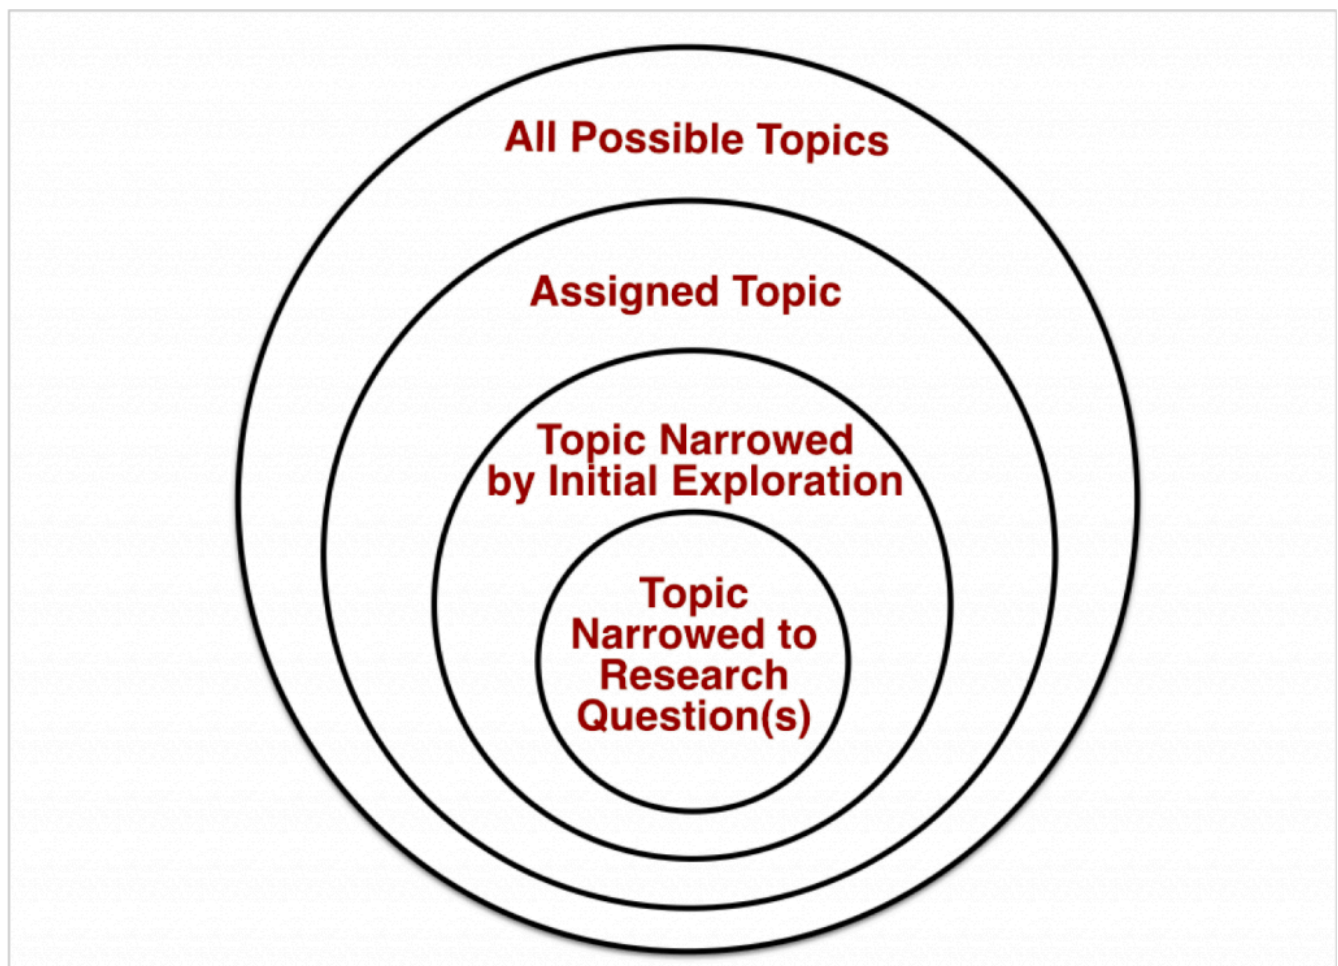 All Possible Topics
Assigned Topic
Topic Narrowed
by Initial Exploration
Topic
Narrowed to
Research
Question(s)